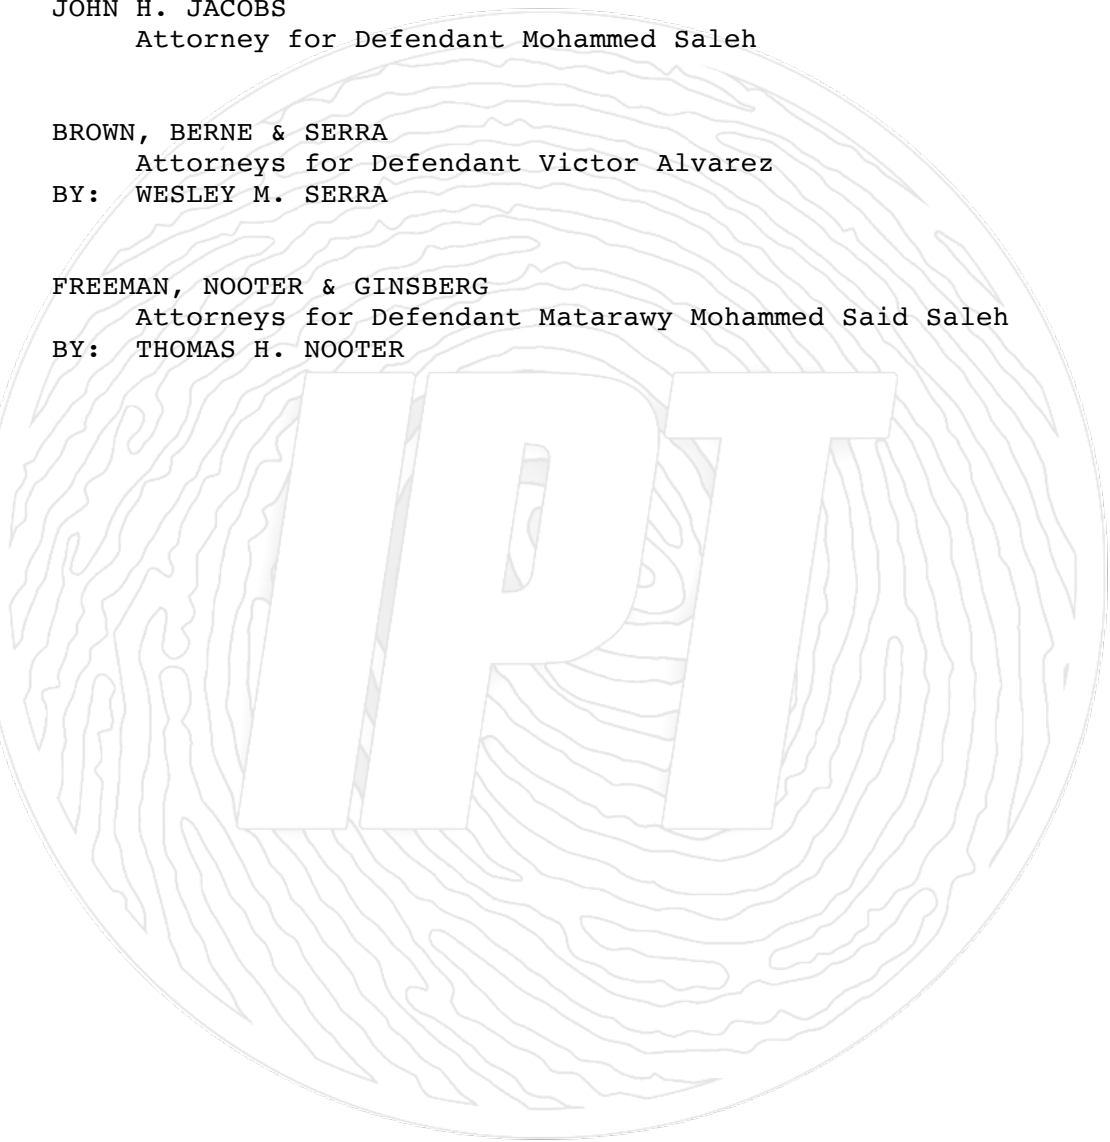 JOHN H. JACOBS
Attorney for Defendant Mohammed Saleh
BROWN, BERNE & SERRA
Attorneys for Defendant Victor Alvarez
BY: WESLEY M. SERRA
FREEMAN, NOOTER & GINSBERG
Attorneys for Defendant Matarawy Mohammed Said Saleh
BY: THOMAS H. NOOTER
IPT